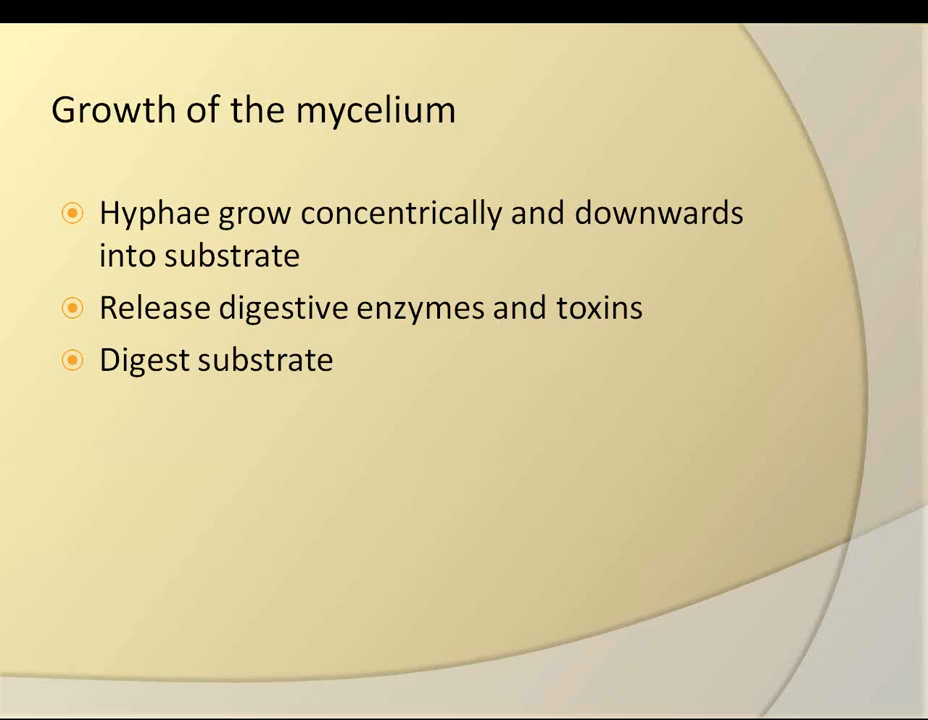 Growth of the mycelium
Hyphae grow concentrically and downwards
into substrate
Release digestive enzymes and toxins
Digest substrate